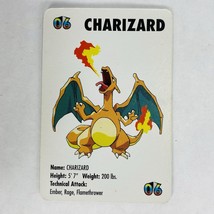 06 CHARIZARD
Name: CHARIZARD
Height: 5' 7" Weight: 200 lbs.
Technical Attack:
Ember, Rage, Flamethrower
06